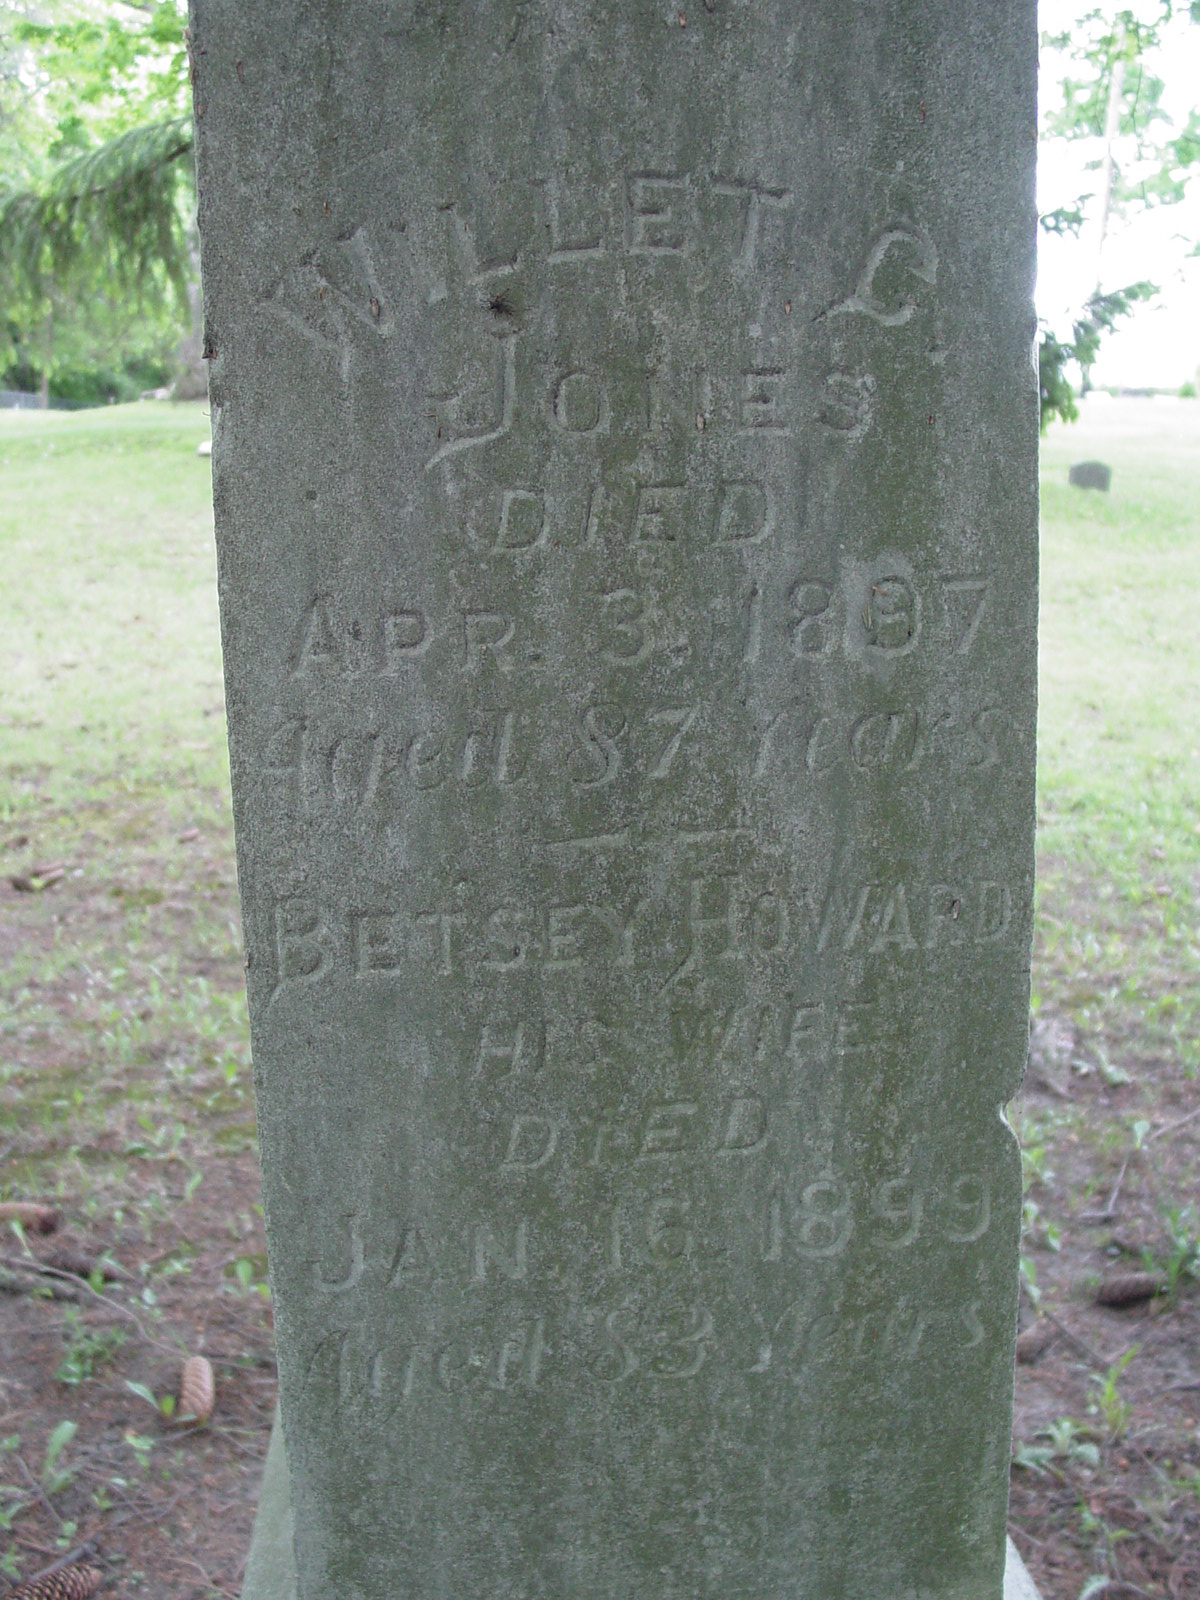 WILLET C.
JONES
DIED
APR. 3. 1897
Aged 87 Years
BETSEY HOWARD
HIS WIFE
DIED
JAN. 16. 1899
Aged 83 years